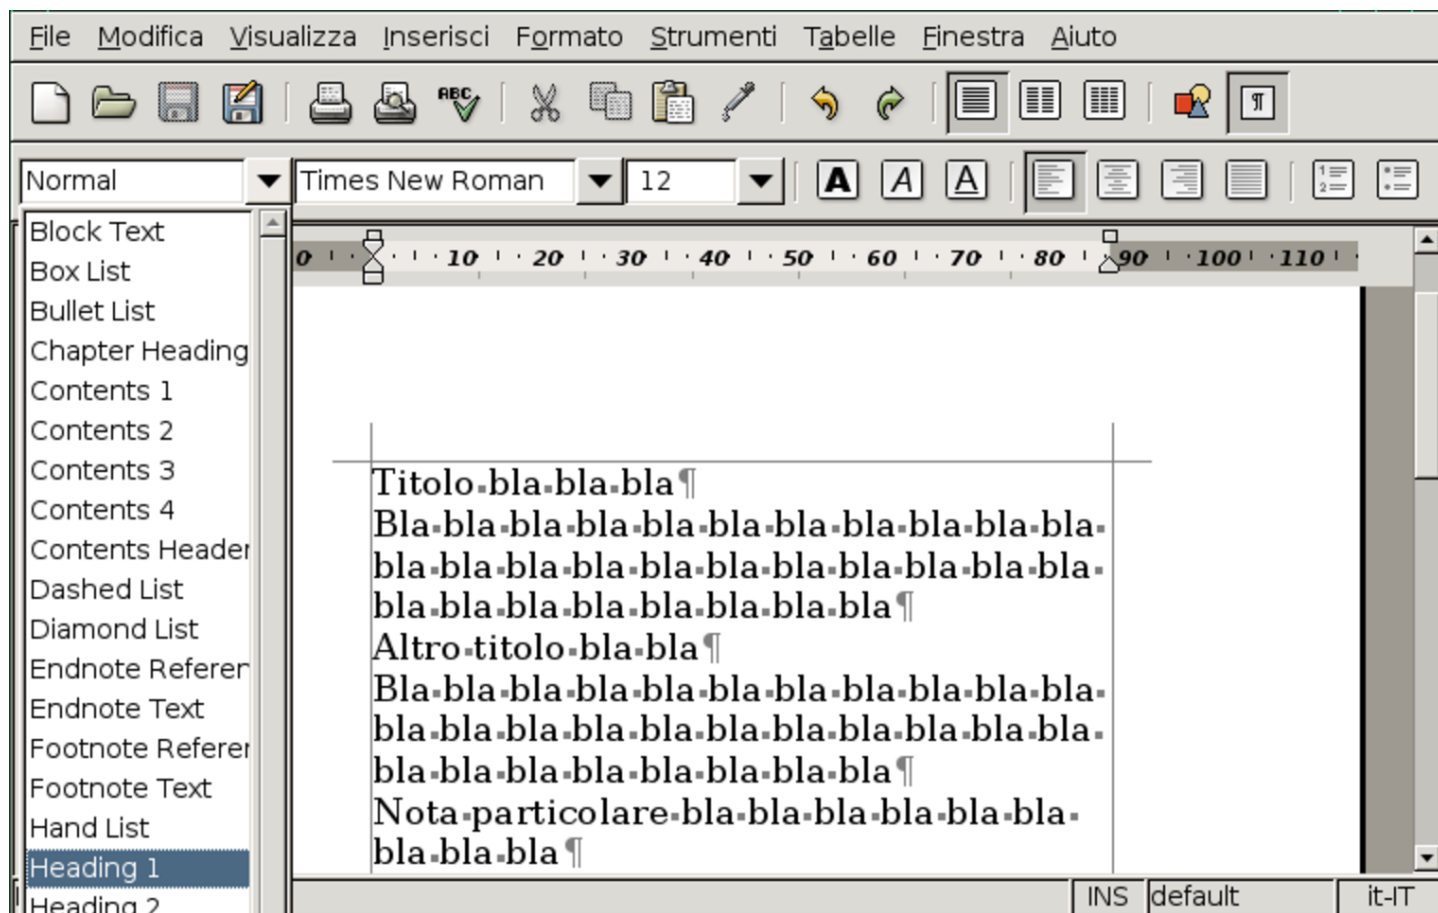 File Modifica Visualizza Inserisci Formato Strumenti Tabelle Finestra Aiuto
ABC
¶
Normal Times New Roman 12 A A A
1
2
Block Text
Box List
Bullet List
Chapter Heading
Contents 1
Contents 2
Contents 3
Contents 4
Contents Header
Dashed List
Diamond List
Endnote Referen
Endnote Text
Footnote Referen
Footnote Text
Hand List
Heading 1
Heading 2
0 10 20 30 40 50 60 70 80 90 100 110
Titolo·bla·bla·bla¶
Bla·bla·bla·bla·bla·bla·bla·bla·bla·bla·bla·
bla·bla·bla·bla·bla·bla·bla·bla·bla·bla·bla·
bla·bla·bla·bla·bla·bla·bla·bla¶
Altro·titolo·bla·bla¶
Bla·bla·bla·bla·bla·bla·bla·bla·bla·bla·bla·
bla·bla·bla·bla·bla·bla·bla·bla·bla·bla·bla·
bla·bla·bla·bla·bla·bla·bla·bla¶
Nota·particolare·bla·bla·bla·bla·bla·bla·
bla·bla·bla¶
INS default it-IT